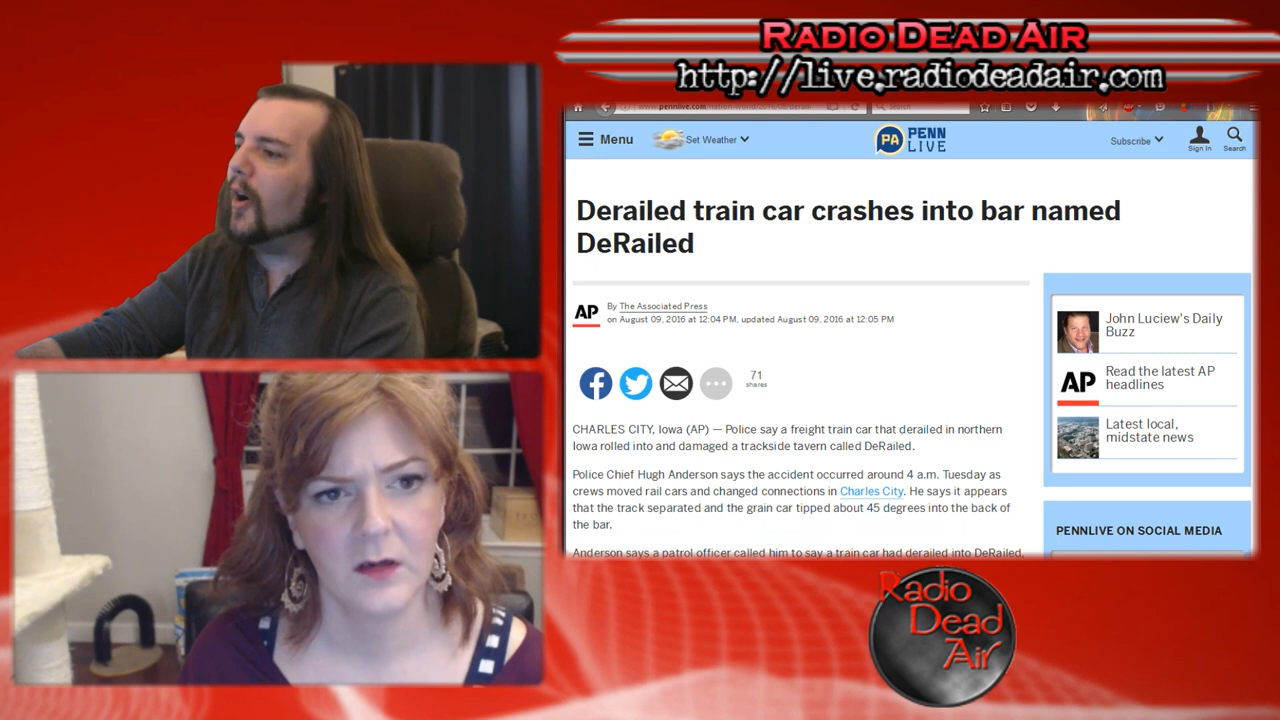 Radio Dead Air
http://live.radiodeadair.com
Menu
Set Weather
PA PENN
LIVE
Subscribe
Sign In
Search
Derailed train car crashes into bar named
DeRailed
AP
By The Associated Press
on August 09, 2016 at 12:04 PM, updated August 09, 2016 at 12:05 PM
71
shares
CHARLES CITY, Iowa (AP) — Police say a freight train car that derailed in northern
Iowa rolled into and damaged a trackside tavern called DeRailed.
Police Chief Hugh Anderson says the accident occurred around 4 a.m. Tuesday as
crews moved rail cars and changed connections in Charles City. He says it appears
that the track separated and the grain car tipped about 45 degrees into the back of
the bar.
Anderson says a patrol officer called him to say a train car had derailed into DeRailed,
John Luciew's Daily
Buzz
AP
Read the latest AP
headlines
Latest local,
midstate news
PENNLIVE ON SOCIAL MEDIA
Radio
Dead
Air